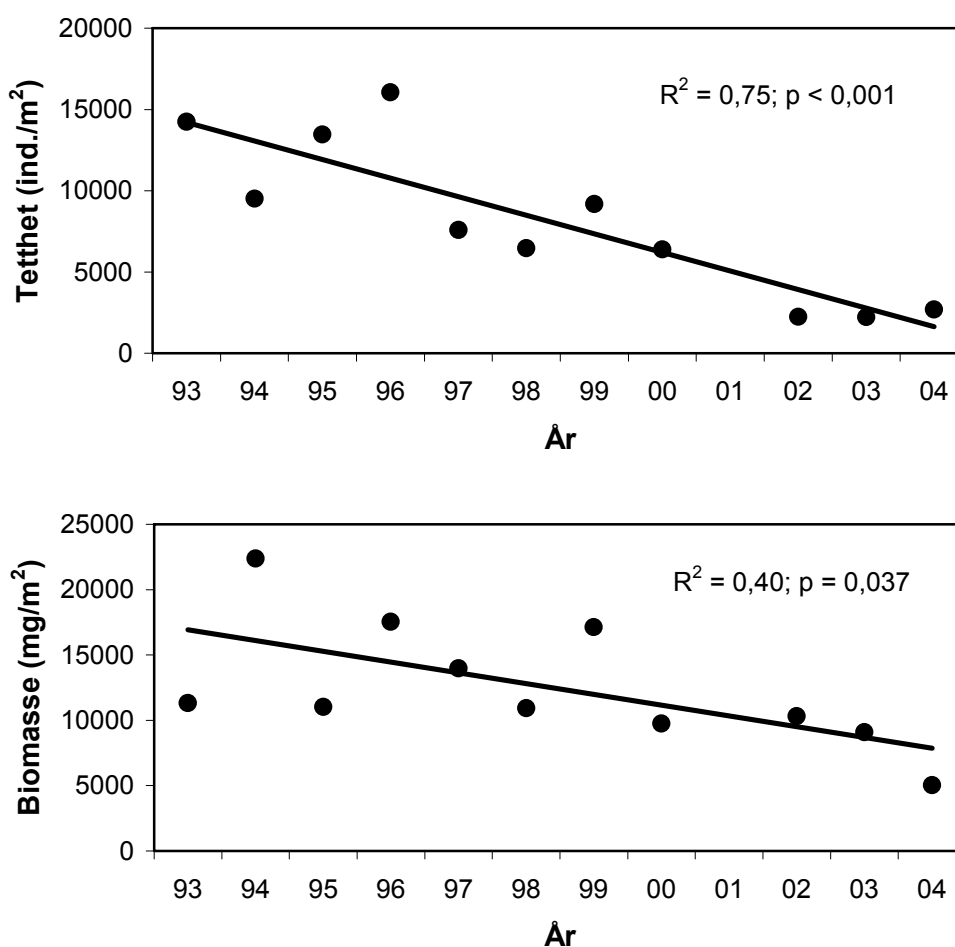 20000
15000
10000
5000
0
Tetthet (ind./m²)
R² = 0,75; p < 0,001
93 94 95 96 97 98 99 00 01 02 03 04
År
25000
20000
15000
10000
5000
0
Biomasse (mg/m²)
R² = 0,40; p = 0,037
93 94 95 96 97 98 99 00 01 02 03 04
År